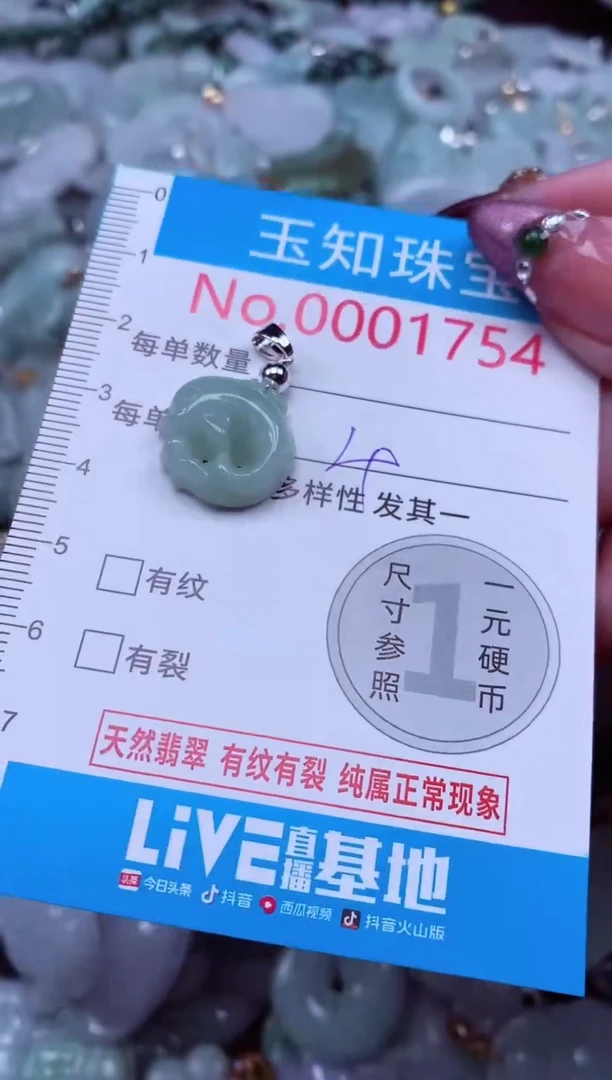 0
1
玉知珠宝
No.0001754
2
每单数量
3
每单
4
4
多样性 发其一
5
有纹
尺寸参照
1
一元硬币
6
有裂
7
天然翡翠 有纹有裂 纯属正常现象
LiVE直播基地
头条 今日头条 抖音 西瓜视频 抖音火山版